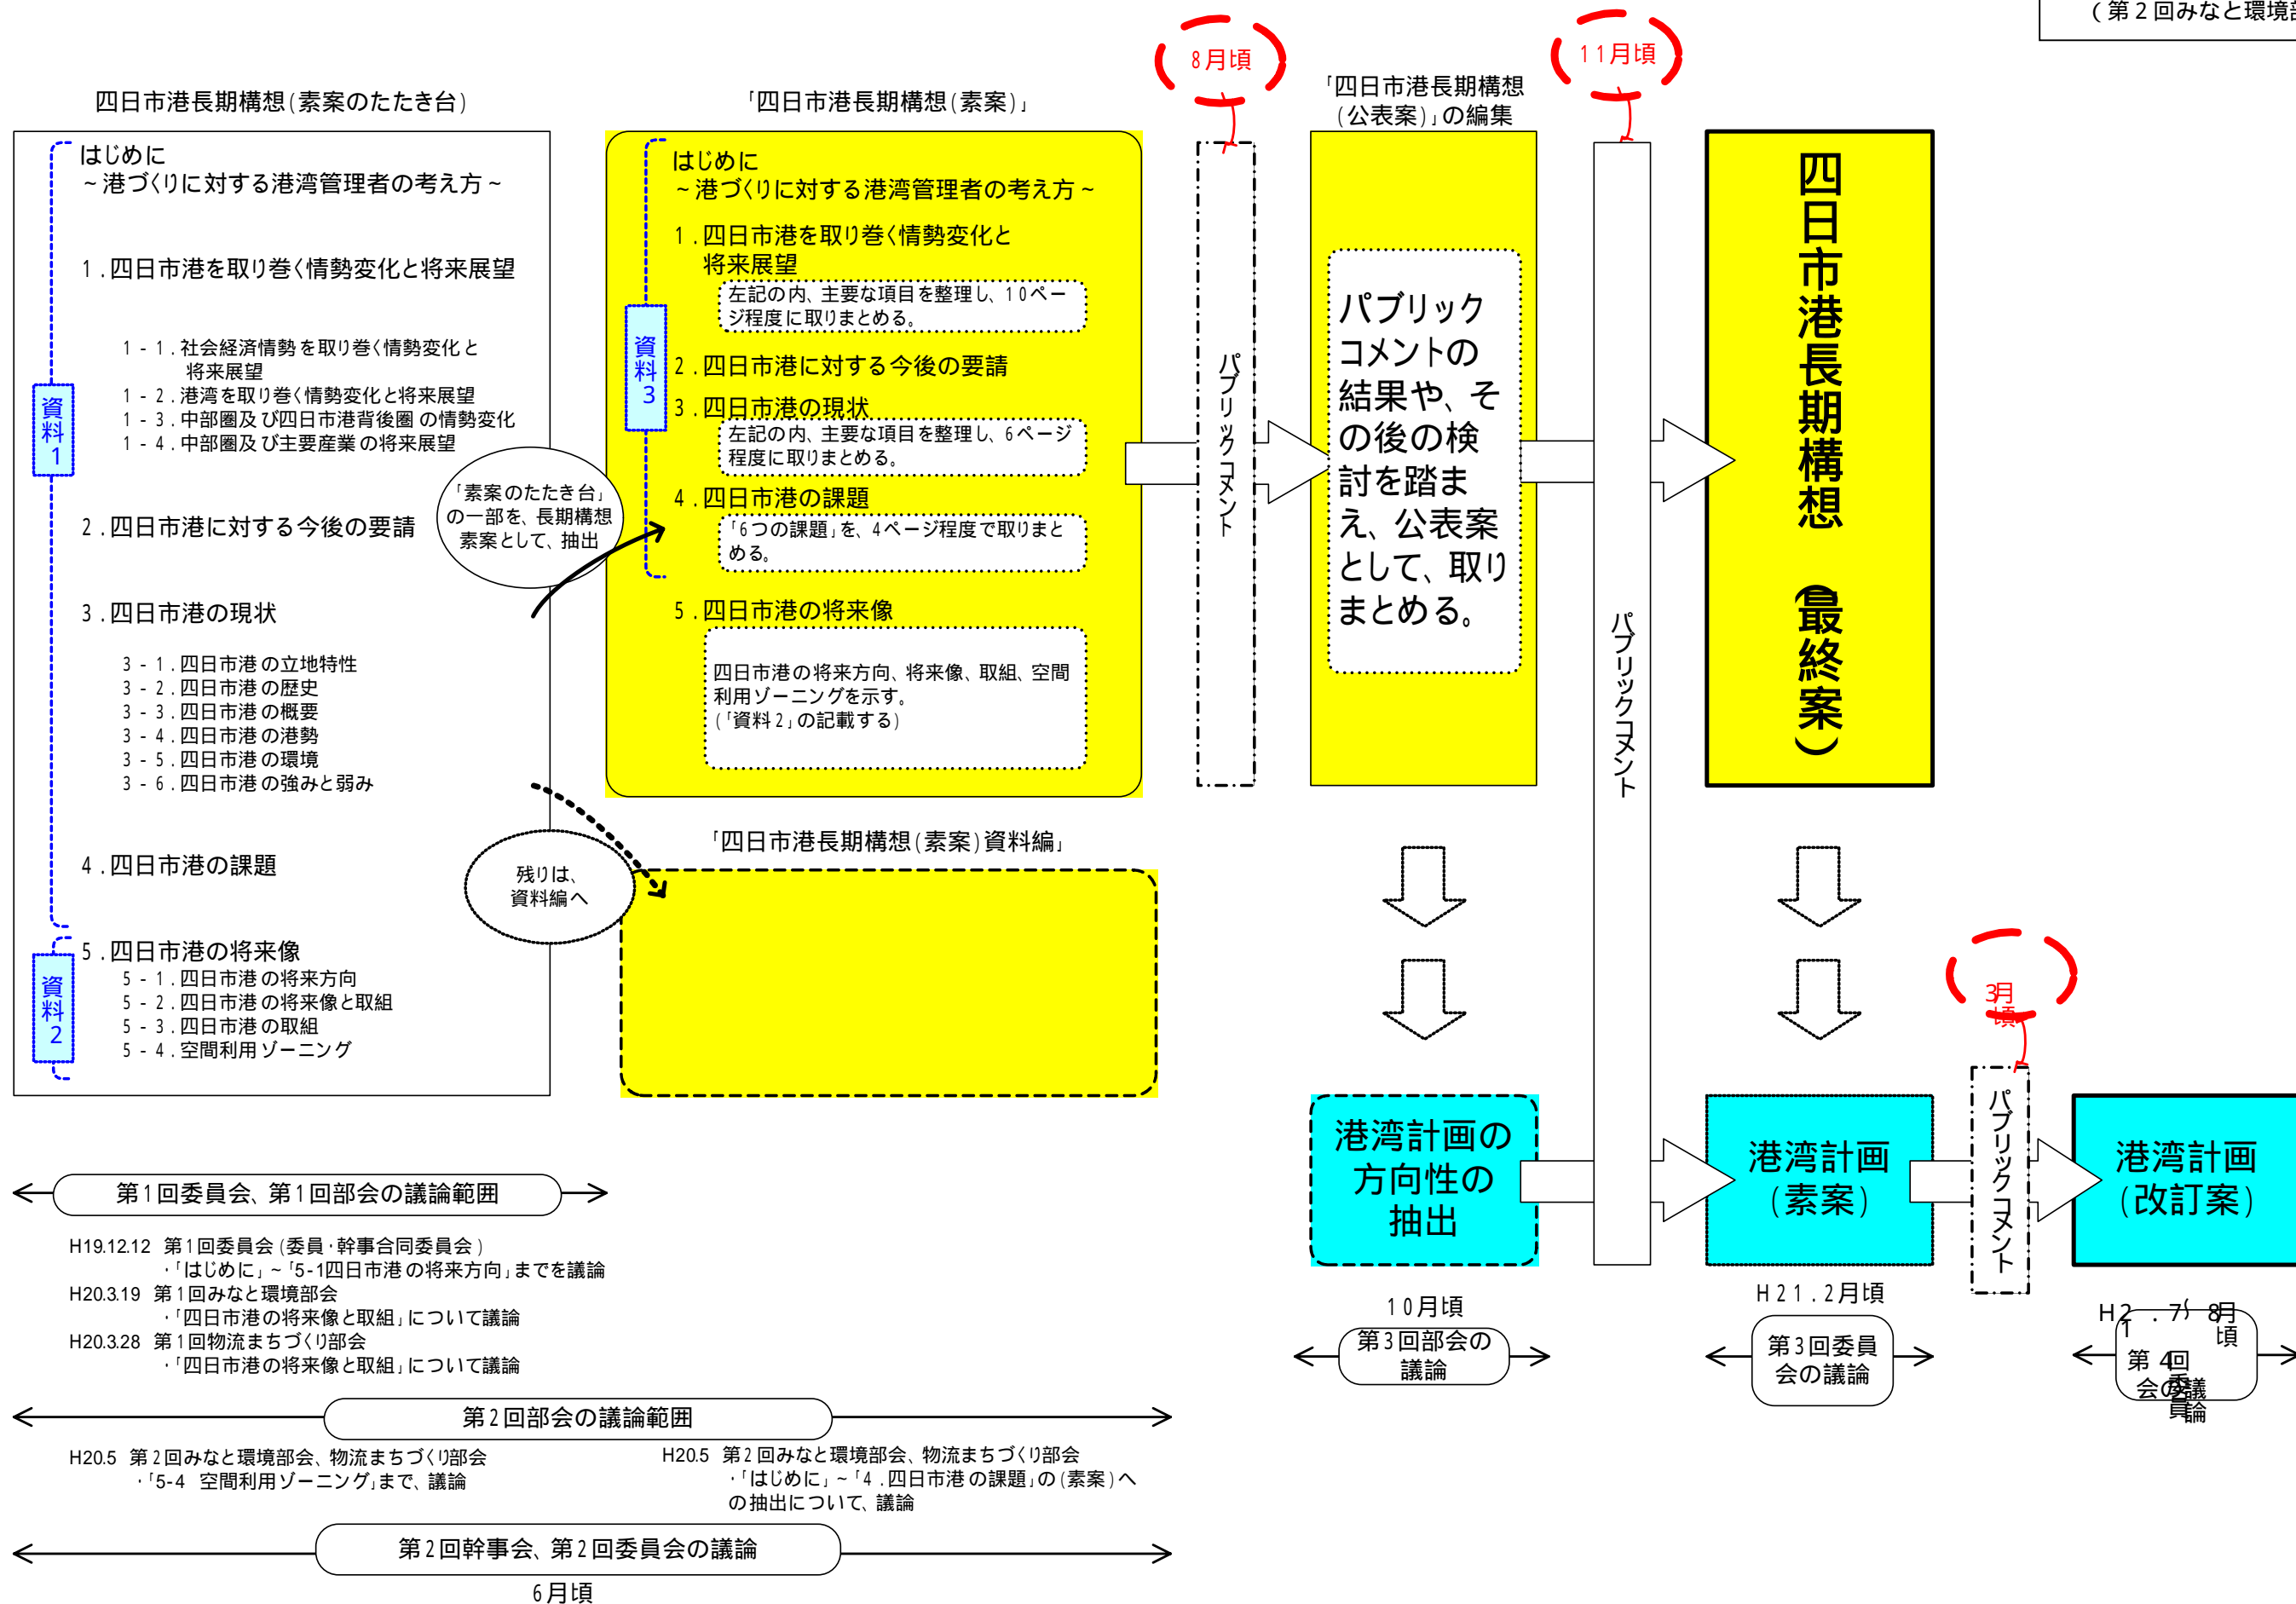 (第2回みなと環境部
8月頃
11月頃
四日市港長期構想(素案のたたき台)
はじめに
~港づくりに対する港湾管理者の考え方~
1.四日市港を取り巻く情勢変化と将来展望
1-1.社会経済情勢を取り巻く情勢変化と
将来展望
1-2.港湾を取り巻く情勢変化と将来展望
1-3.中部圏及び四日市港背後圏の情勢変化
1-4.中部圏及び主要産業の将来展望
資料1
2.四日市港に対する今後の要請
3.四日市港の現状
3-1.四日市港の立地特性
3-2.四日市港の歴史
3-3.四日市港の概要
3-4.四日市港の港勢
3-5.四日市港の環境
3-6.四日市港の強みと弱み
4.四日市港の課題
資料2
5.四日市港の将来像
5-1.四日市港の将来方向
5-2.四日市港の将来像と取組
5-3.四日市港の取組
5-4.空間利用ゾーニング
「素案のたたき台」
の一部を、長期構想
素案として、抽出
残りは、
資料編へ
「四日市港長期構想(素案)」
はじめに
~港づくりに対する港湾管理者の考え方~
1.四日市港を取り巻く情勢変化と
将来展望
左記の内、主要な項目を整理し、10ペー
ジ程度に取りまとめる。
資料3
2.四日市港に対する今後の要請
3.四日市港の現状
左記の内、主要な項目を整理し、6ページ
程度に取りまとめる。
4.四日市港の課題
「6つの課題」を、4ページ程度で取りまと
める。
5.四日市港の将来像
四日市港の将来方向、将来像、取組、空間
利用ゾーニングを示す。
(「資料2」の記載する)
「四日市港長期構想(素案)資料編」
パブリックコメント
「四日市港長期構想
(公表案)」の編集
パブリック
コメントの
結果や、そ
の後の検
討を踏ま
え、公表案
として、取り
まとめる。
パブリックコメント
四日市港長期構想(最終案)
3月頃
港湾計画の
方向性の
抽出
港湾計画
(素案)
パブリックコメント
港湾計画
(改訂案)
第1回委員会、第1回部会の議論範囲
H19.12.12 第1回委員会(委員・幹事合同委員会)
・「はじめに」~「5-1四日市港の将来方向」までを議論
H20.3.19 第1回みなと環境部会
・「四日市港の将来像と取組」について議論
H20.3.28 第1回物流まちづくり部会
・「四日市港の将来像と取組」について議論
第2回部会の議論範囲
H20.5 第2回みなと環境部会、物流まちづくり部会
・「5-4 空間利用ゾーニング」まで、議論
H20.5 第2回みなと環境部会、物流まちづくり部会
・「はじめに」~「4.四日市港の課題」の(素案)へ
の抽出について、議論
第2回幹事会、第2回委員会の議論
6月頃
10月頃
第3回部会の
議論
H21.2月頃
第3回委員
会の議論
H21.7~8月頃
第4回委員会の議論